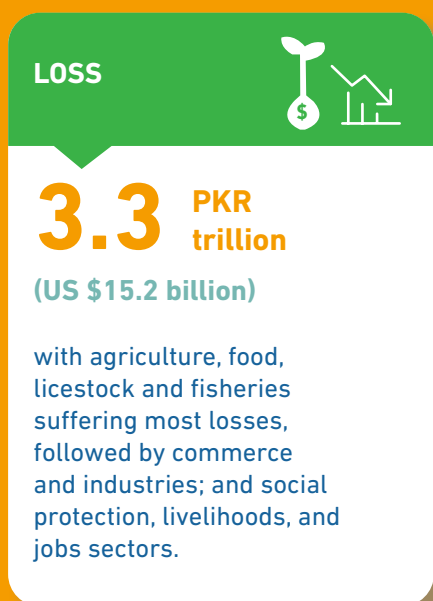 LOSS
$
3.3 PKR
trillion
(US $15.2 billion)
with agriculture, food,
licestock and fisheries
suffering most losses,
followed by commerce
and industries; and social
protection, livelihoods, and
jobs sectors.